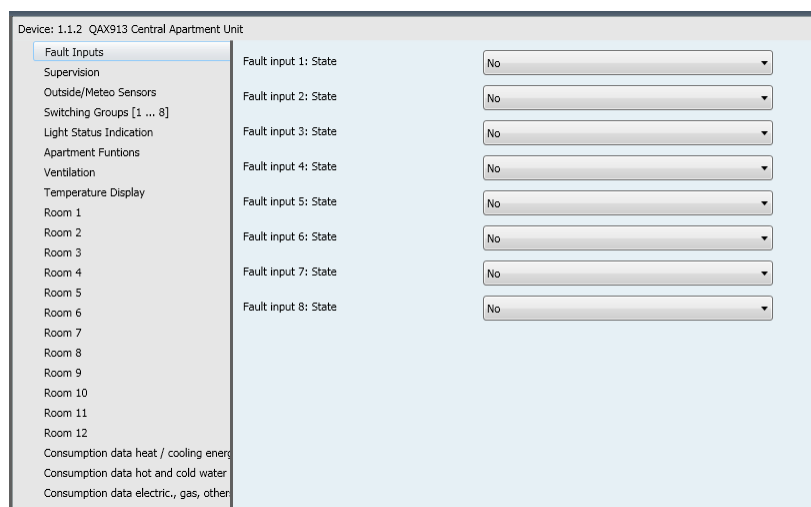 Device: 1.1.2 QAX913 Central Apartment Unit
Fault Inputs
Supervision
Outside/Meteo Sensors
Switching Groups [1 ... 8]
Light Status Indication
Apartment Funtions
Ventilation
Temperature Display
Room 1
Room 2
Room 3
Room 4
Room 5
Room 6
Room 7
Room 8
Room 9
Room 10
Room 11
Room 12
Consumption data heat / cooling energ
Consumption data hot and cold water
Consumption data electric., gas, other
Fault input 1: State No
Fault input 2: State No
Fault input 3: State No
Fault input 4: State No
Fault input 5: State No
Fault input 6: State No
Fault input 7: State No
Fault input 8: State No